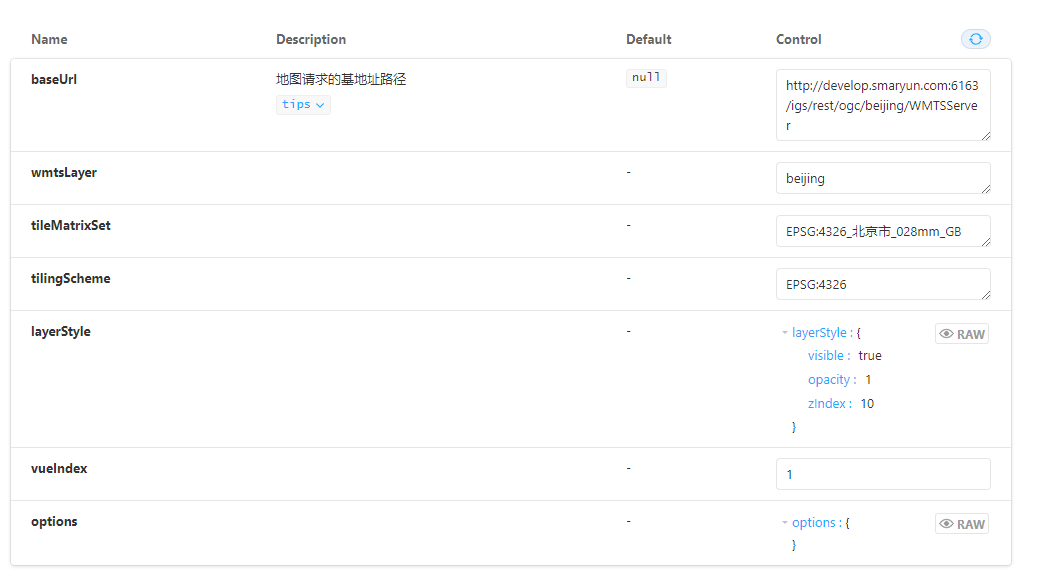 Name Description Default Control
baseUrl 地图请求的基地址路径 null http://develop.smaryun.com:6163
tips /igs/rest/ogc/beijing/WMTSServe
r
wmtsLayer - beijing
tileMatrixSet - EPSG:4326_北京市_028mm_GB
tilingScheme - EPSG:4326
layerStyle - layerStyle : { RAW
visible : true
opacity : 1
zIndex : 10
}
vueIndex - 1
options - options : { RAW
}